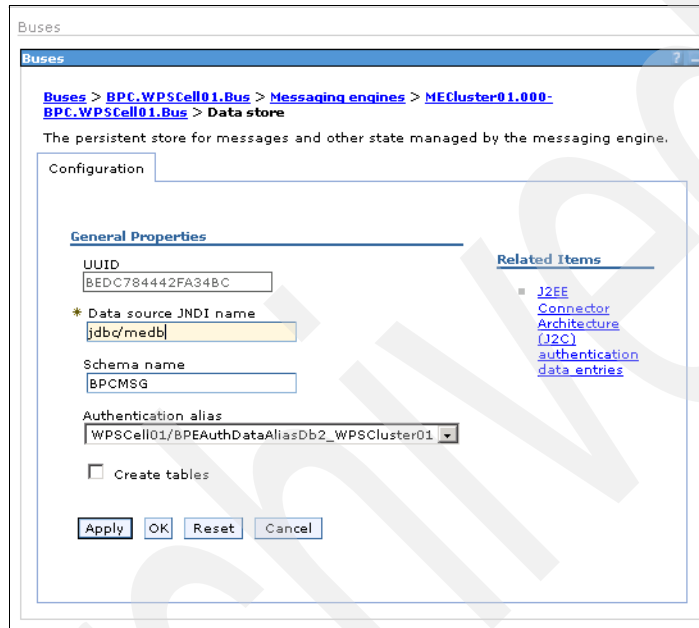 Buses
Buses ? –
Buses > BPC.WPSCell01.Bus > Messaging engines > MECluster01.000-
BPC.WPSCell01.Bus > Data store
The persistent store for messages and other state managed by the messaging engine.
Configuration
General Properties
UUID
BEDC784442FA34BC
* Data source JNDI name
jdbc/medb
Schema name
BPCMSG
Authentication alias
WPSCell01/BPEAuthDataAliasDb2_WPSCluster01
Create tables
Apply OK Reset Cancel
Related Items
J2EE
Connector
Architecture
(J2C)
authentication
data entries